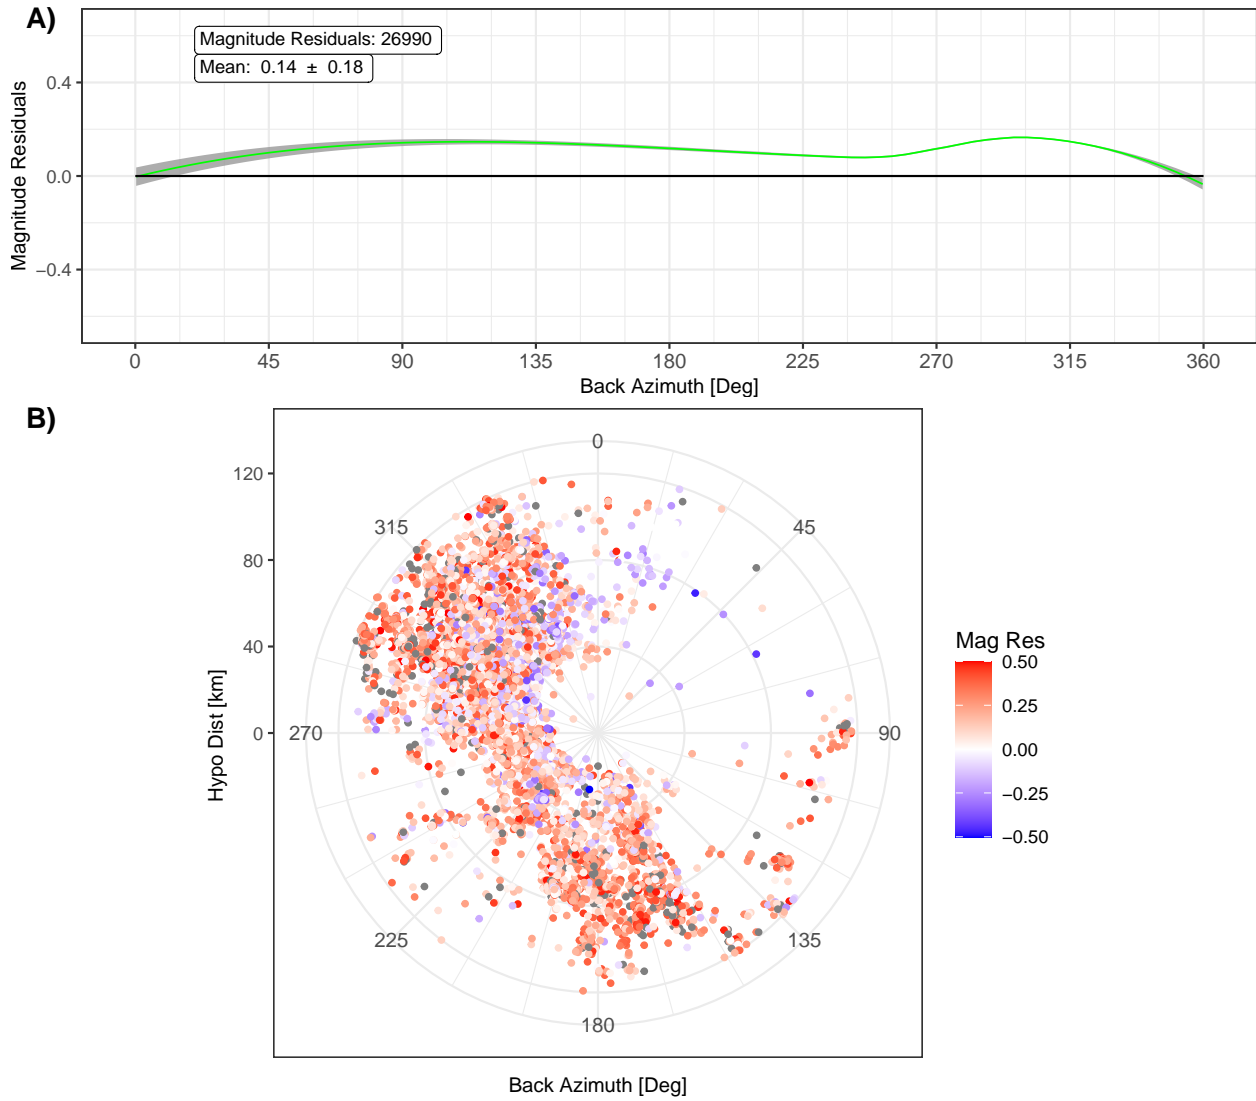 A)
Magnitude Residuals: 26990
Mean:  0.14  ±  0.18
Magnitude Residuals
0.4
0.0
−0.4
0 45 90 135 180 225 270 315 360
Back Azimuth [Deg]
B)
Hypo Dist [km]
120
80
40
0
0
45
90
135
180
225
270
315
Back Azimuth [Deg]
Mag Res
0.50
0.25
0.00
−0.25
−0.50